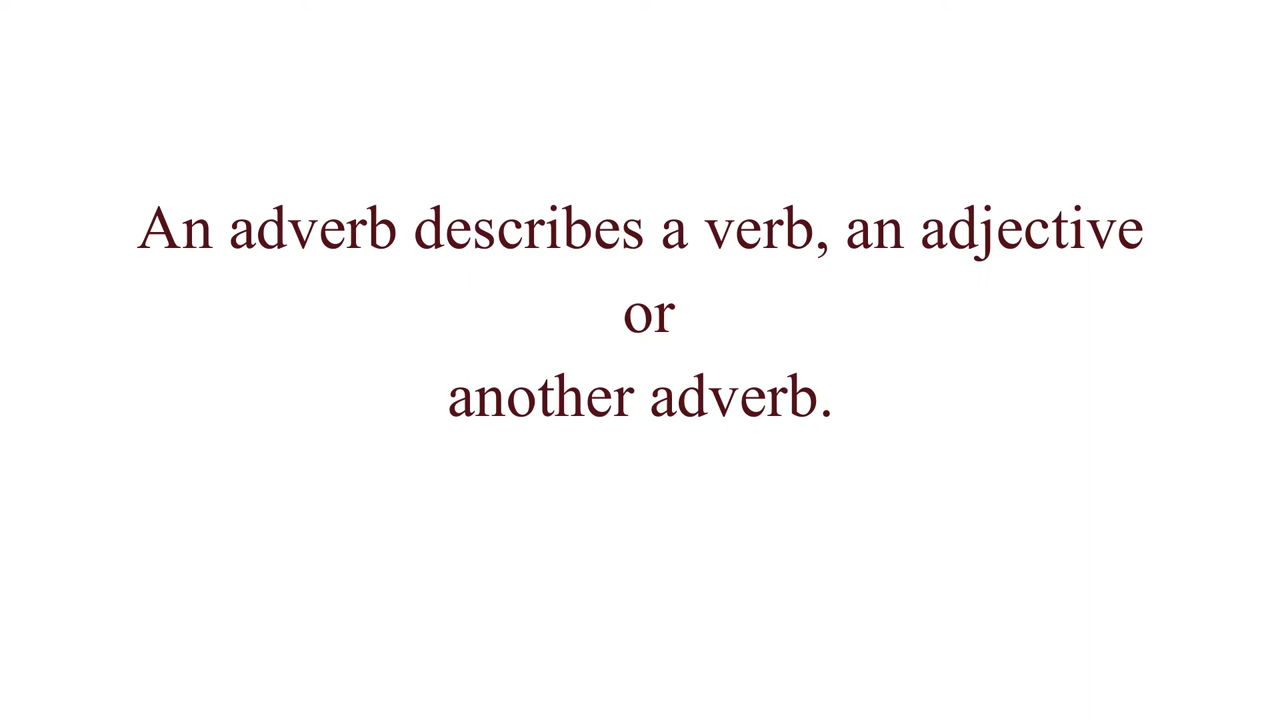 An adverb describes a verb, an adjective
or
another adverb.